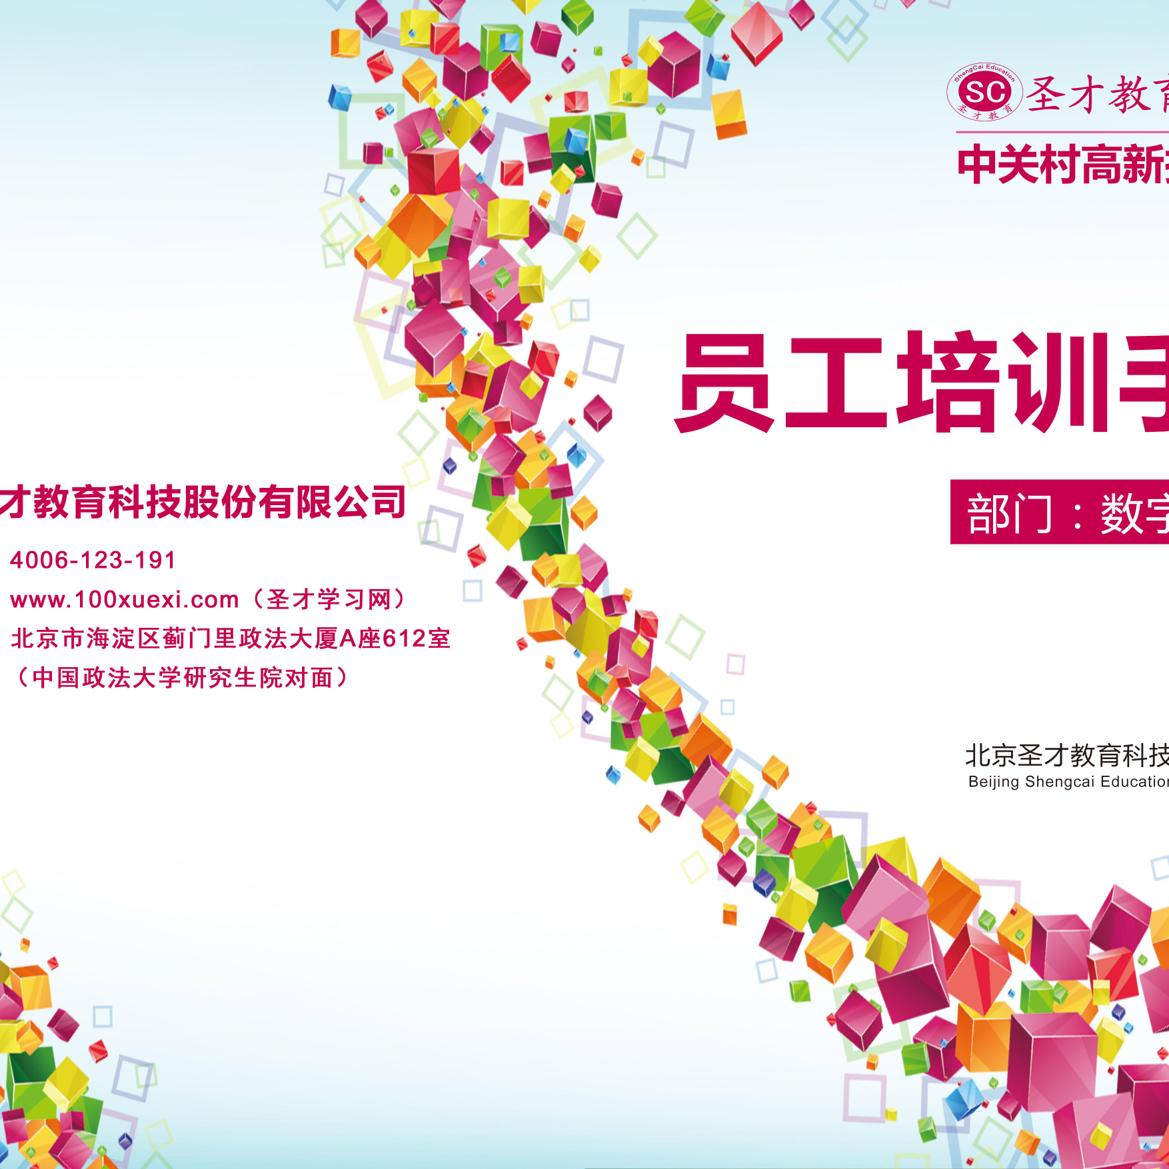 ShengCai Education
SC
圣才教育
圣才教育
中关村高新
员工培训手
部门：数字
才教育科技股份有限公司
4006-123-191
www.100xuexi.com（圣才学习网）
北京市海淀区蓟门里政法大厦A座612室
（中国政法大学研究生院对面）
北京圣才教育科技
Beijing Shengcai Education